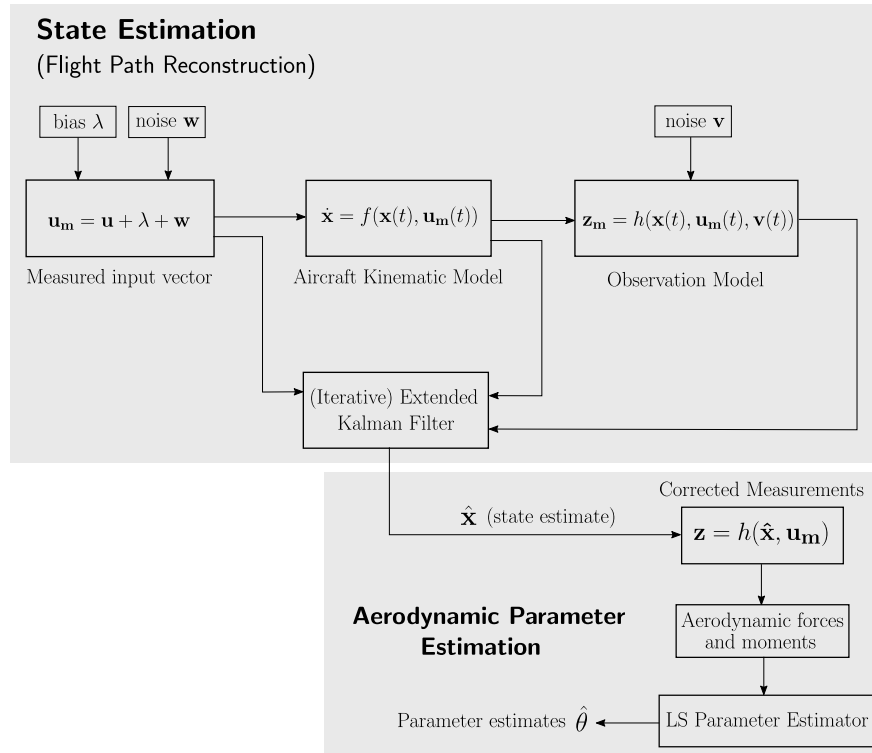 State Estimation
(Flight Path Reconstruction)
bias λ
noise w
noise v
u_m = u + λ + w
ẋ = f(x(t), u_m(t))
z_m = h(x(t), u_m(t), v(t))
Measured input vector
Aircraft Kinematic Model
Observation Model
(Iterative) Extended
Kalman Filter
Corrected Measurements
x̂ (state estimate)
z = h(x̂, u_m)
Aerodynamic Parameter
Estimation
Aerodynamic forces
and moments
LS Parameter Estimator
Parameter estimates θ̂